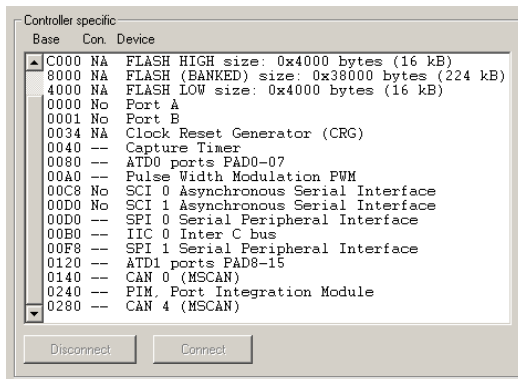 Controller specific
Base Con. Device
C000 NA FLASH HIGH size: 0x4000 bytes (16 kB)
8000 NA FLASH (BANKED) size: 0x38000 bytes (224 kB)
4000 NA FLASH LOW size: 0x4000 bytes (16 kB)
0000 No Port A
0001 No Port B
0034 NA Clock Reset Generator (CRG)
0040 -- Capture Timer
0080 -- ATD0 ports PAD0-07
00A0 -- Pulse Width Modulation PWM
00C8 No SCI 0 Asynchronous Serial Interface
00D0 No SCI 1 Asynchronous Serial Interface
00D0 -- SPI 0 Serial Peripheral Interface
00B0 -- IIC 0 Inter C bus
00F8 -- SPI 1 Serial Peripheral Interface
0120 -- ATD1 ports PAD8-15
0140 -- CAN 0 (MSCAN)
0240 -- PIM, Port Integration Module
0280 -- CAN 4 (MSCAN)
Disconnect Connect